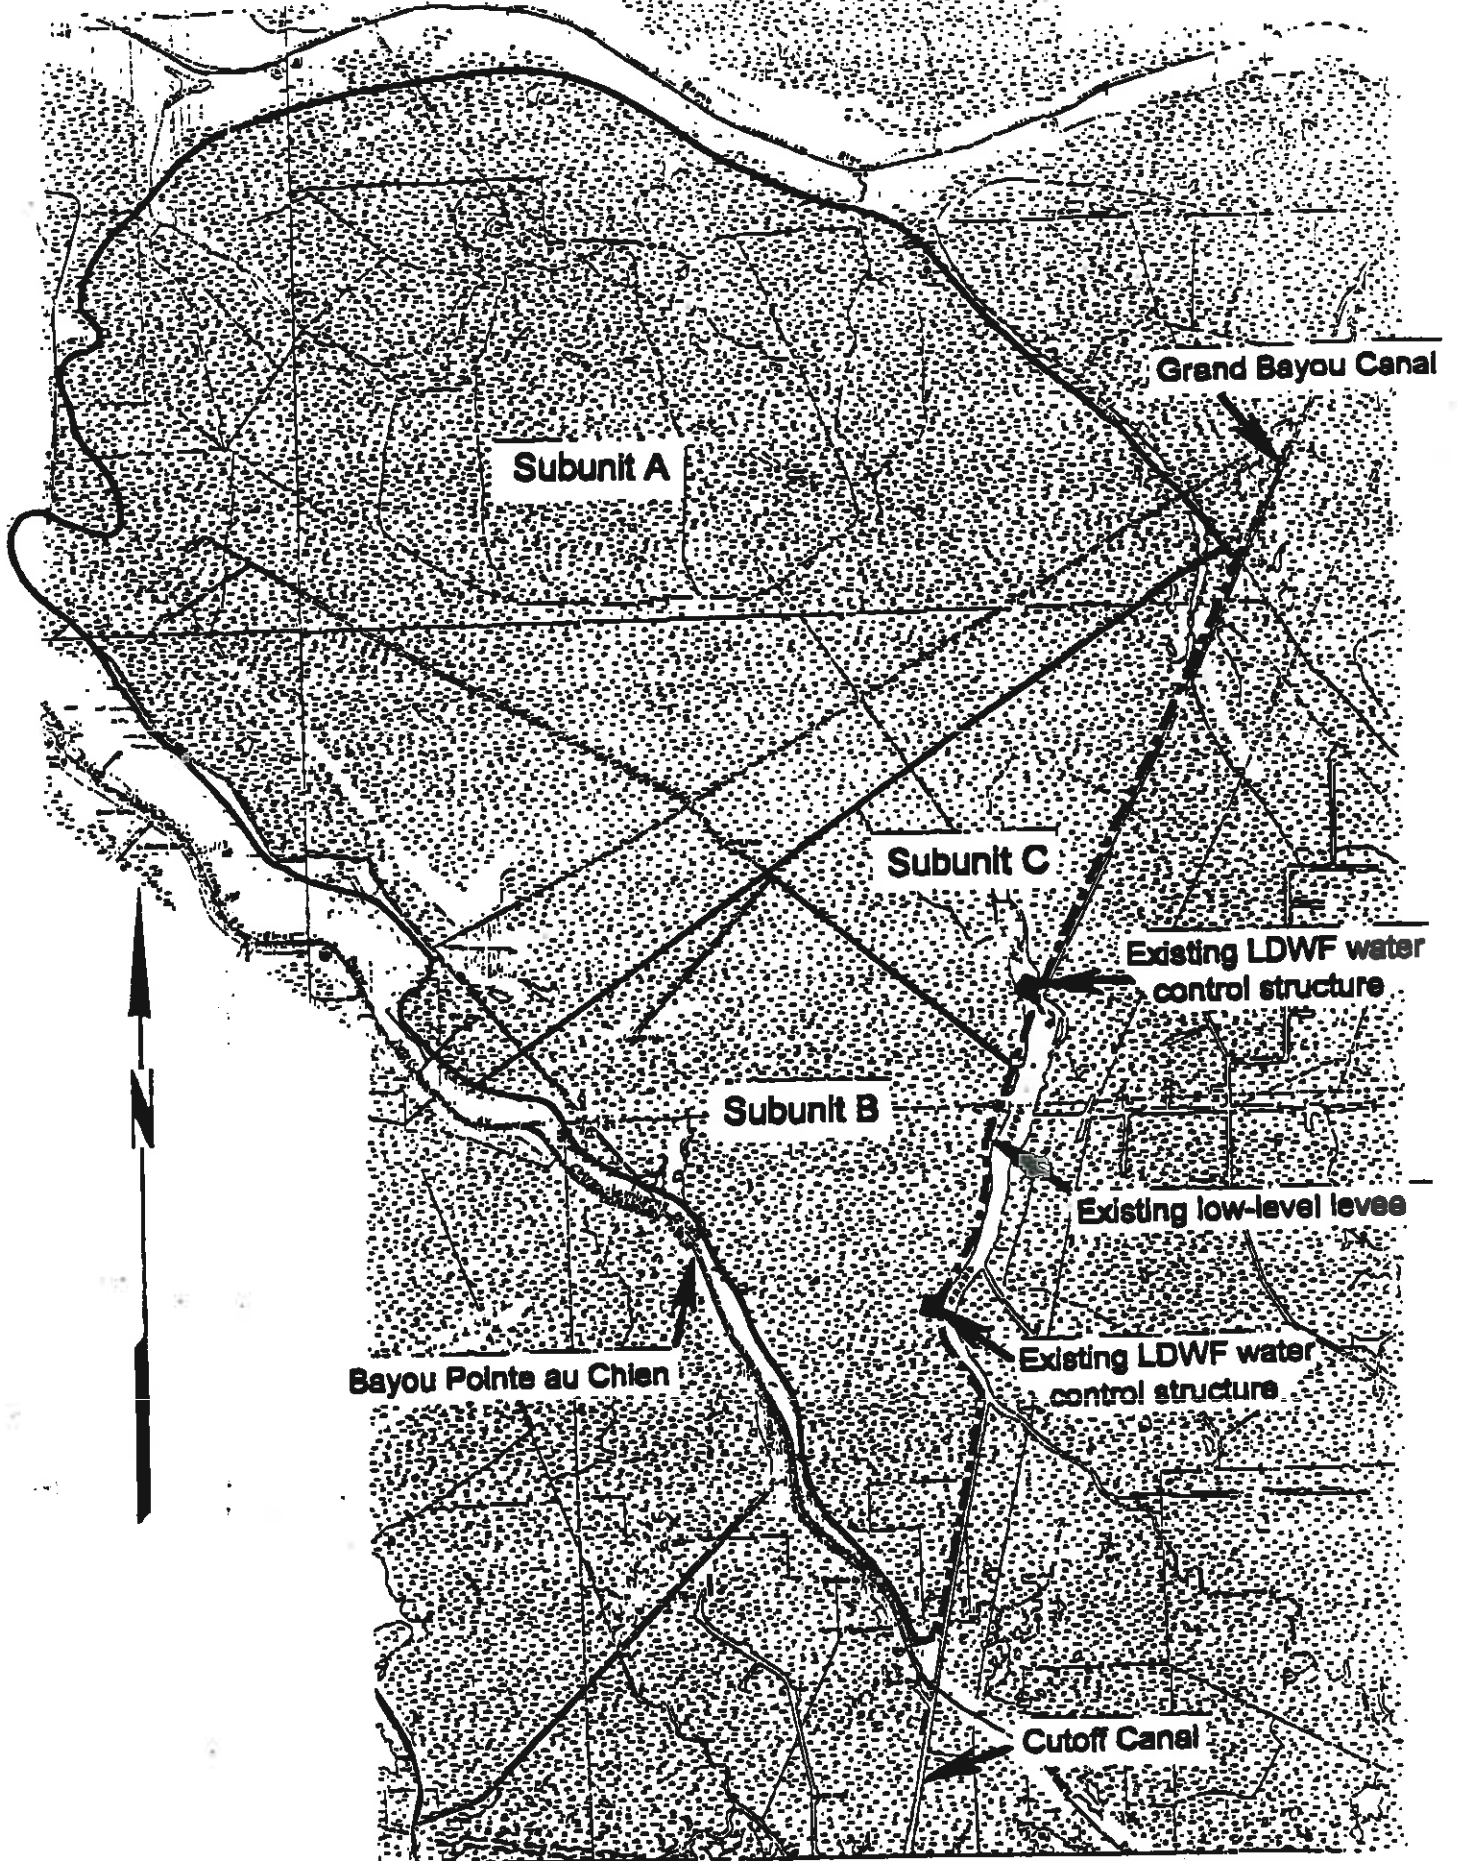 Grand Bayou Canal
Subunit A
Subunit C
Existing LDWF water
control structure
Subunit B
Existing low-level levee
N
Existing LDWF water
control structure
Bayou Pointe au Chien
Cutoff Canal